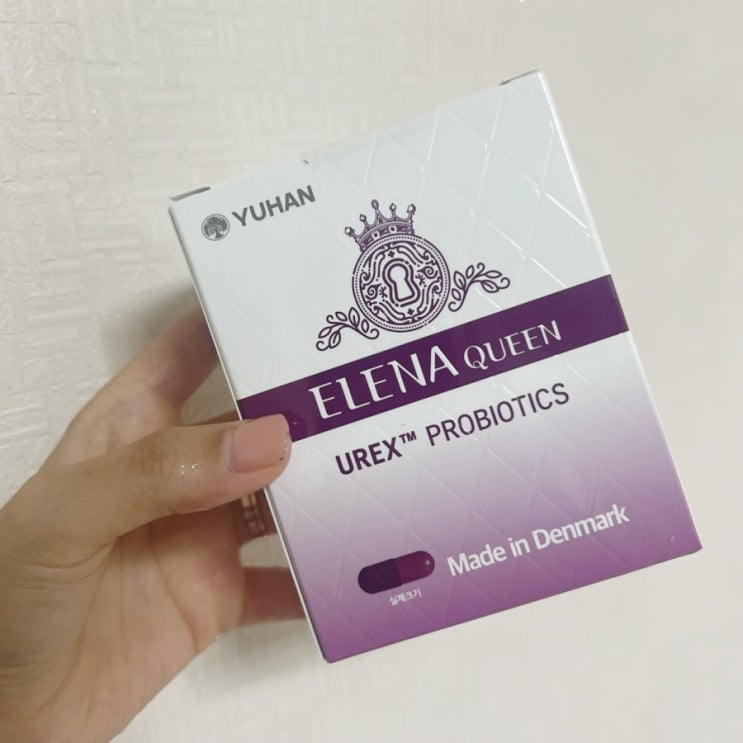 YUHAN
ELENA QUEEN
UREX™ PROBIOTICS
Made in Denmark
실제크기